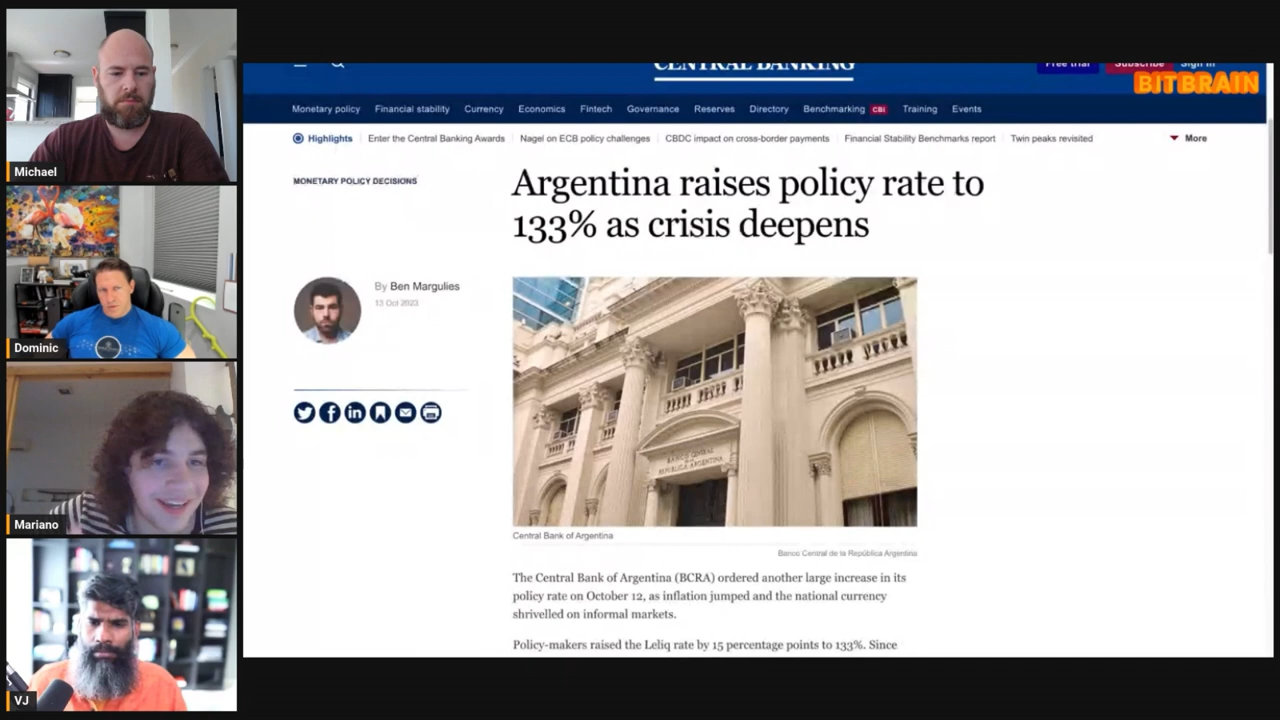 Michael
Dominic
Mariano
VJ
CENTRAL BANKING
Free trial
Subscribe
Sign in
BITBRAIN
Monetary policy
Financial stability
Currency
Economics
Fintech
Governance
Reserves
Directory
Benchmarking CBI
Training
Events
Highlights
Enter the Central Banking Awards
Nagel on ECB policy challenges
CBDC impact on cross-border payments
Financial Stability Benchmarks report
Twin peaks revisited
More
MONETARY POLICY DECISIONS
Argentina raises policy rate to
133% as crisis deepens
By Ben Margulies
13 Oct 2023
BANCO CENTRAL
REPUBLICA ARGENTINA
Central Bank of Argentina
Banco Central de la República Argentina
The Central Bank of Argentina (BCRA) ordered another large increase in its
policy rate on October 12, as inflation jumped and the national currency
shrivelled on informal markets.
Policy-makers raised the Leliq rate by 15 percentage points to 133%. Since